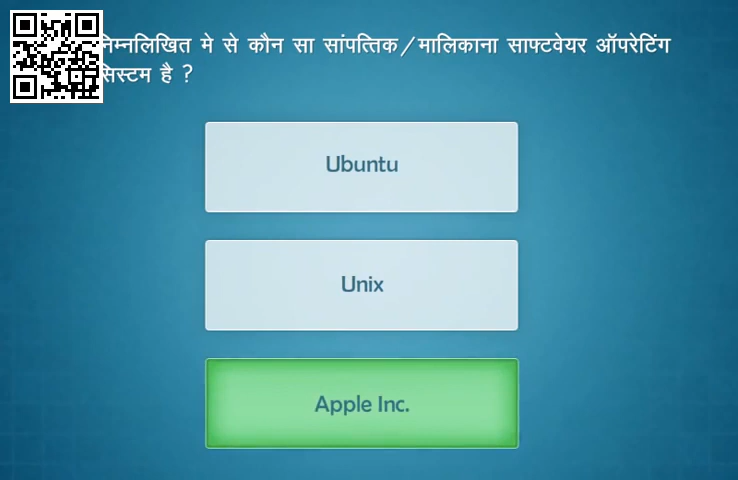 निम्नलिखित मे से कौन सा सांपत्तिक/मालिकाना साफ्टवेयर ऑपरेटिंग
सिस्टम है ?
Ubuntu
Unix
Apple Inc.